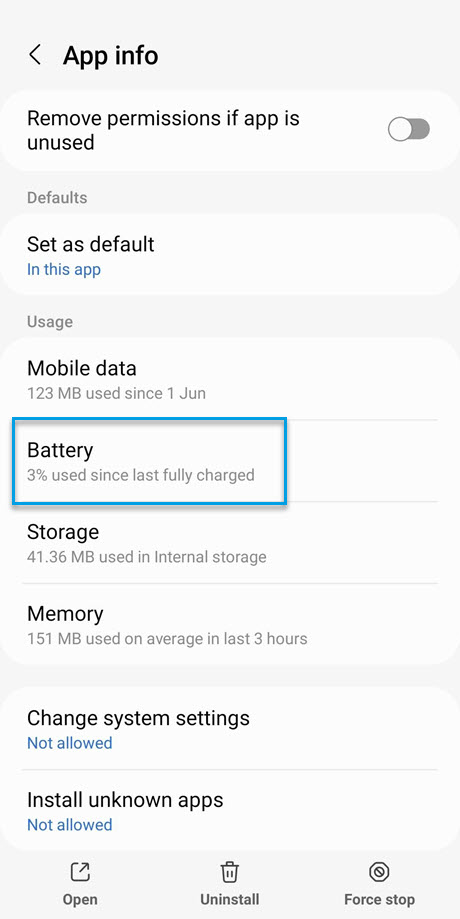 App info
Remove permissions if app is
unused
Defaults
Set as default
In this app
Usage
Mobile data
123 MB used since 1 Jun
Battery
3% used since last fully charged
Storage
41.36 MB used in Internal storage
Memory
151 MB used on average in last 3 hours
Change system settings
Not allowed
Install unknown apps
Not allowed
Open
Uninstall
Force stop